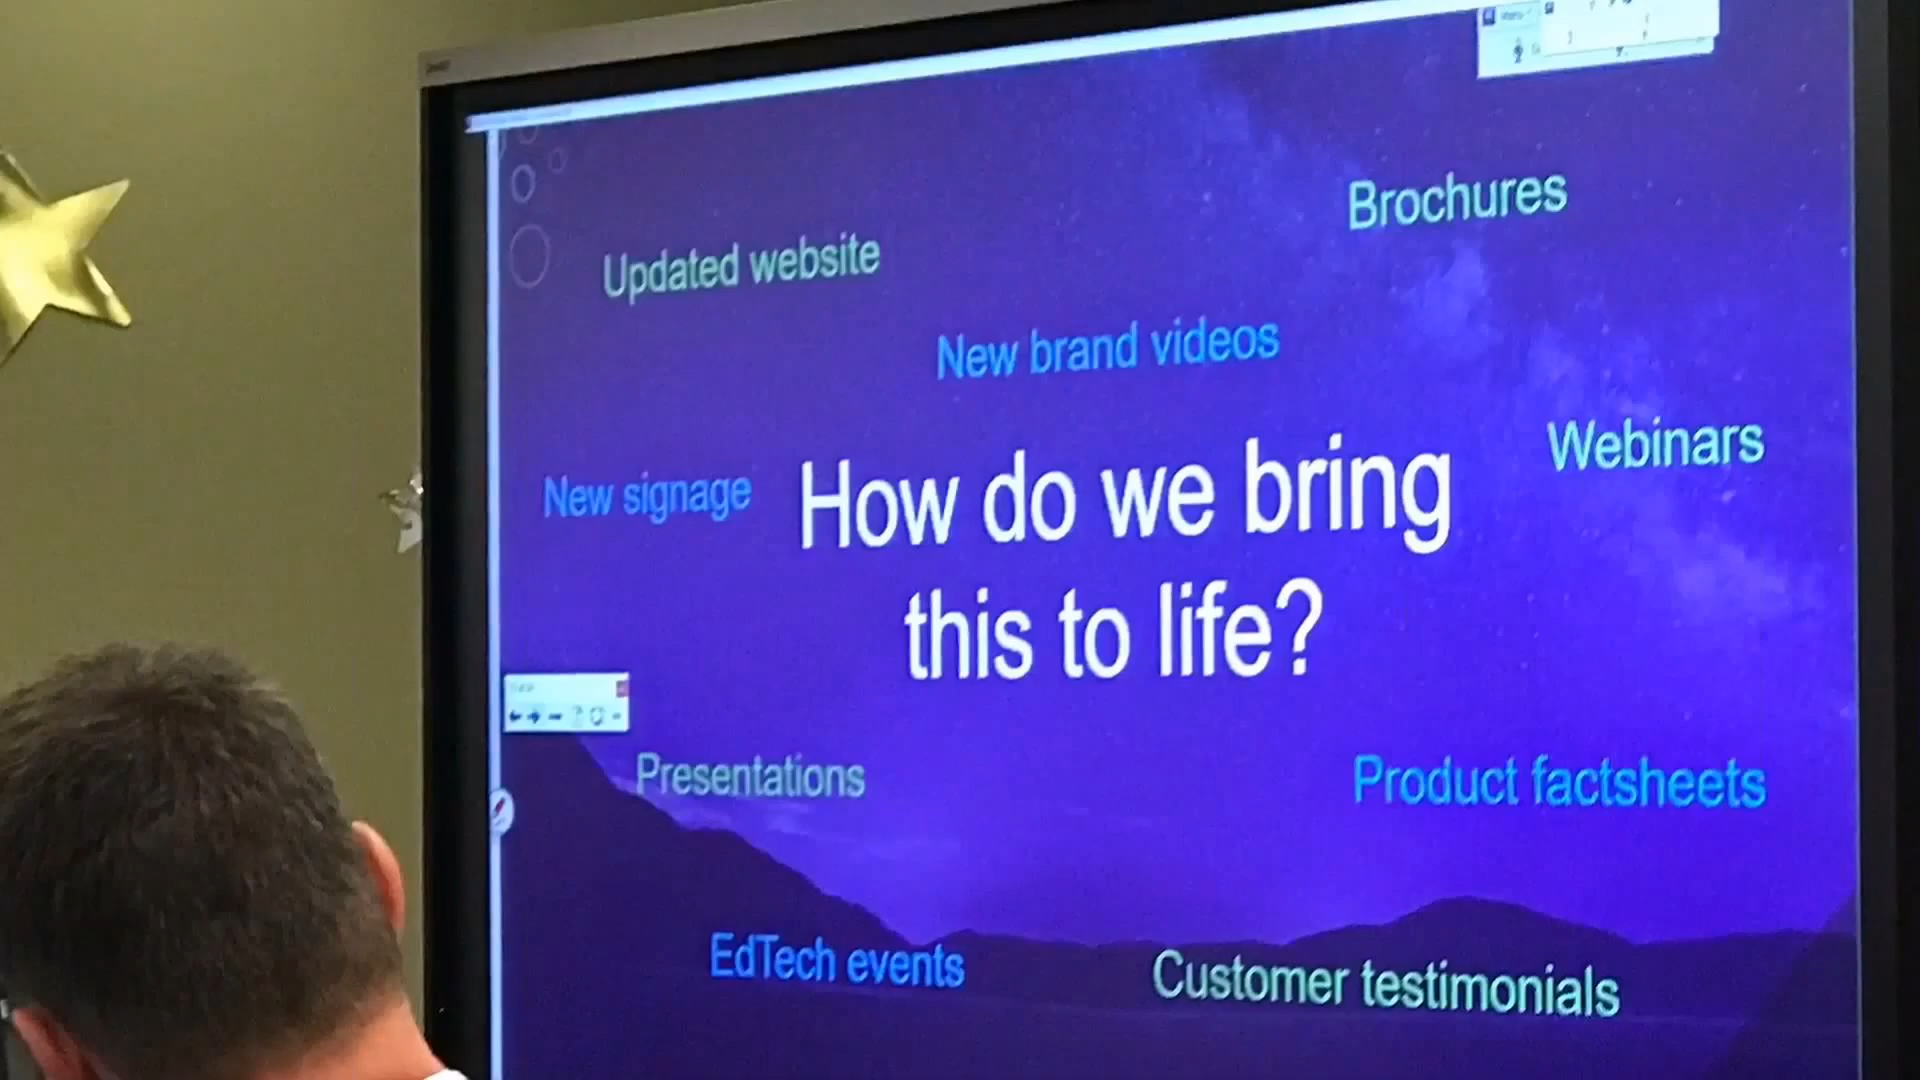 Brochures
Updated website
New brand videos
Webinars
New signage
How do we bring
this to life?
Presentations
Product factsheets
EdTech events
Customer testimonials